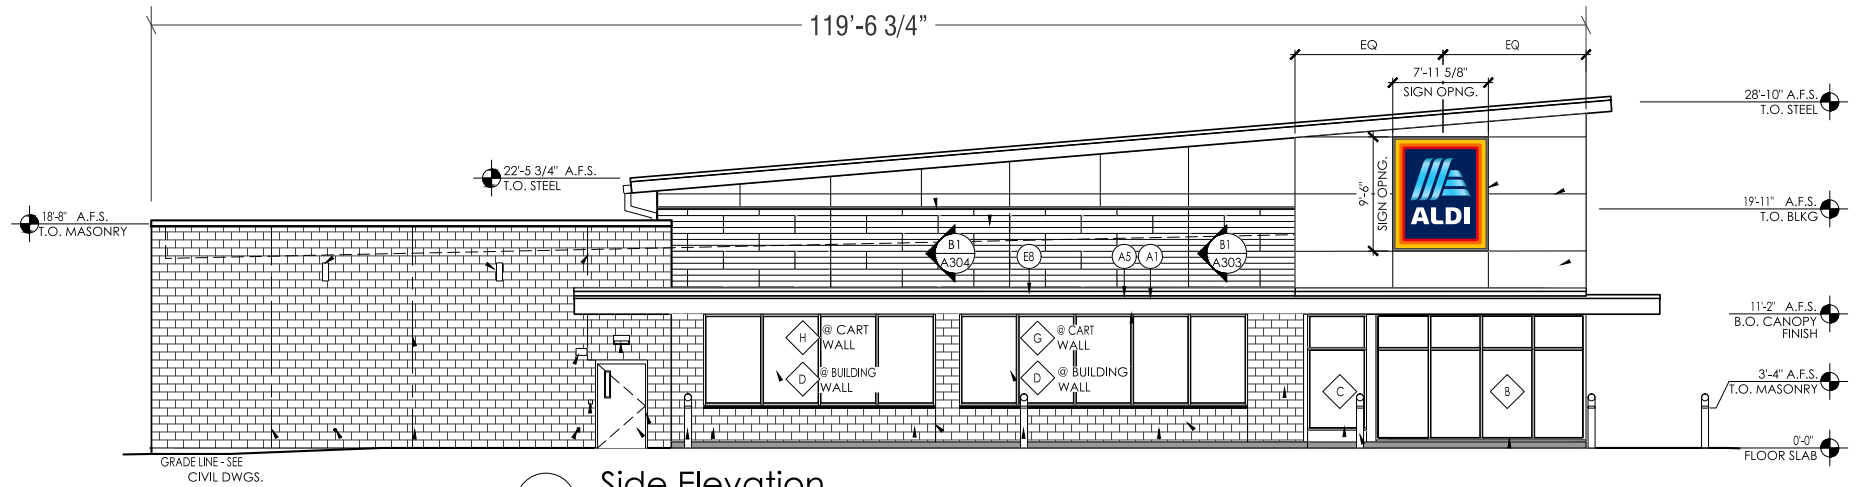 119'-6 3/4"
EQ
EQ
7'-11 5/8"
SIGN OPNG.
28'-10" A.F.S.
T.O. STEEL
22'-5 3/4" A.F.S.
T.O. STEEL
9'-6"
SIGN OPNG.
ALDI
19'-11" A.F.S.
T.O. BLKG
18'-8" A.F.S.
T.O. MASONRY
B1
A304
E8
A5
A1
B1
A303
11'-2" A.F.S.
B.O. CANOPY
FINISH
H
@ CART
WALL
G
@ CART
WALL
D
@ BUILDING
WALL
D
@ BUILDING
WALL
C
B
3'-4" A.F.S.
T.O. MASONRY
0'-0"
FLOOR SLAB
GRADE LINE - SEE
CIVIL DWGS.
Side Elevation